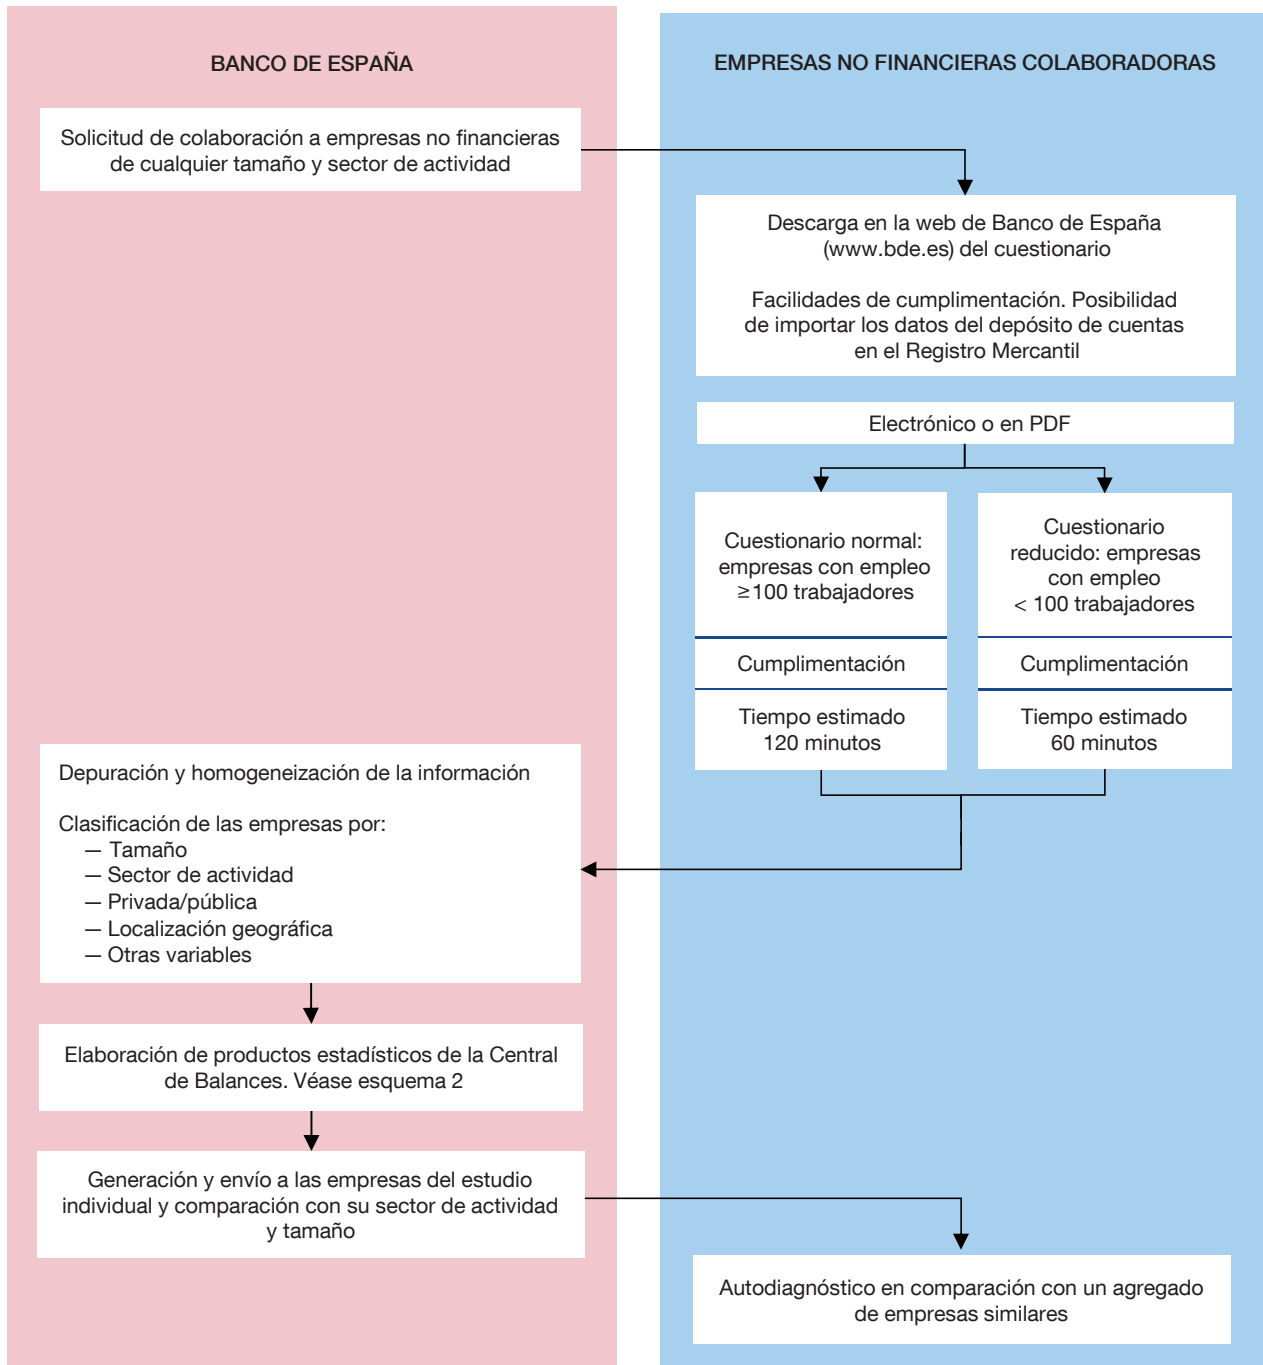 BANCO DE ESPAÑA
EMPRESAS NO FINANCIERAS COLABORADORAS
Solicitud de colaboración a empresas no financieras
de cualquier tamaño y sector de actividad
Descarga en la web de Banco de España
(www.bde.es) del cuestionario
Facilidades de cumplimentación. Posibilidad
de importar los datos del depósito de cuentas
en el Registro Mercantil
Electrónico o en PDF
Cuestionario normal:
empresas con empleo
≥100 trabajadores
Cumplimentación
Tiempo estimado
120 minutos
Cuestionario
reducido: empresas
con empleo
< 100 trabajadores
Cumplimentación
Tiempo estimado
60 minutos
Depuración y homogeneización de la información
Clasificación de las empresas por:
— Tamaño
— Sector de actividad
— Privada/pública
— Localización geográfica
— Otras variables
Elaboración de productos estadísticos de la Central
de Balances. Véase esquema 2
Generación y envío a las empresas del estudio
individual y comparación con su sector de actividad
y tamaño
Autodiagnóstico en comparación con un agregado
de empresas similares